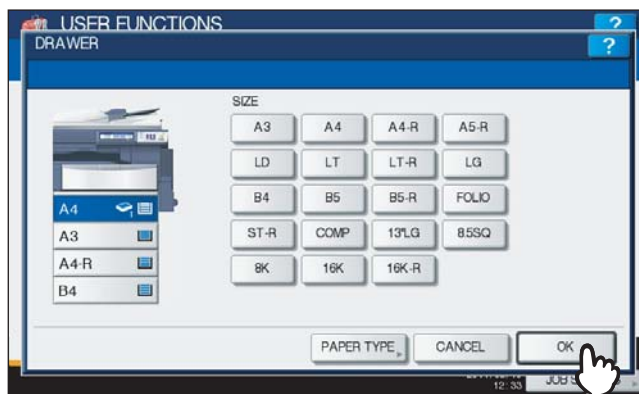 USER FUNCTIONS ?
DRAWER ?
SIZE
A3 A4 A4-R A5-R
LD LT LT-R LG
B4 B5 B5-R FOLIO
ST-R COMP 13"LG 8.5SQ
8K 16K 16K-R
A4 1
A3
A4-R
B4
PAPER TYPE CANCEL OK
12:33 JOB S